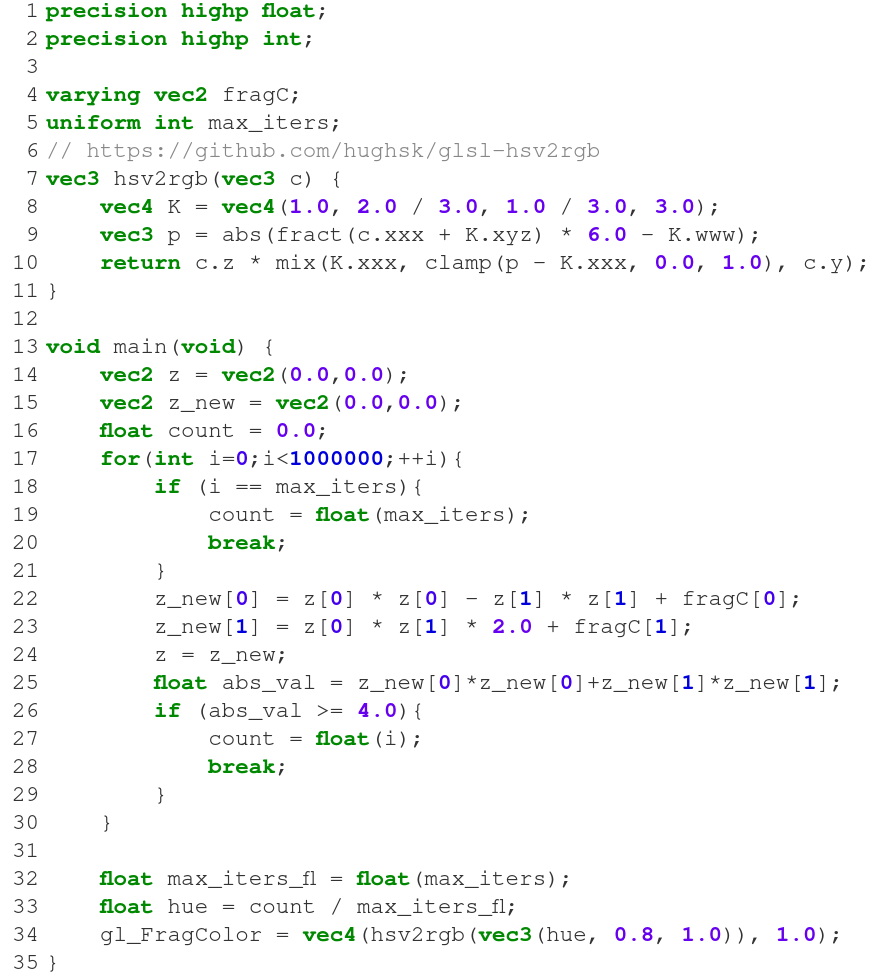 1 precision highp float;
2 precision highp int;
3
4 varying vec2 fragC;
5 uniform int max_iters;
6 // https://github.com/hughsk/glsl-hsv2rgb
7 vec3 hsv2rgb(vec3 c) {
8     vec4 K = vec4(1.0, 2.0 / 3.0, 1.0 / 3.0, 3.0);
9     vec3 p = abs(fract(c.xxx + K.xyz) * 6.0 - K.www);
10     return c.z * mix(K.xxx, clamp(p - K.xxx, 0.0, 1.0), c.y);
11 }
12
13 void main(void) {
14     vec2 z = vec2(0.0,0.0);
15     vec2 z_new = vec2(0.0,0.0);
16     float count = 0.0;
17     for(int i=0;i<1000000;++i){
18         if (i == max_iters){
19             count = float(max_iters);
20             break;
21         }
22         z_new[0] = z[0] * z[0] - z[1] * z[1] + fragC[0];
23         z_new[1] = z[0] * z[1] * 2.0 + fragC[1];
24         z = z_new;
25         float abs_val = z_new[0]*z_new[0]+z_new[1]*z_new[1];
26         if (abs_val >= 4.0){
27             count = float(i);
28             break;
29         }
30     }
31
32     float max_iters_fl = float(max_iters);
33     float hue = count / max_iters_fl;
34     gl_FragColor = vec4(hsv2rgb(vec3(hue, 0.8, 1.0)), 1.0);
35 }